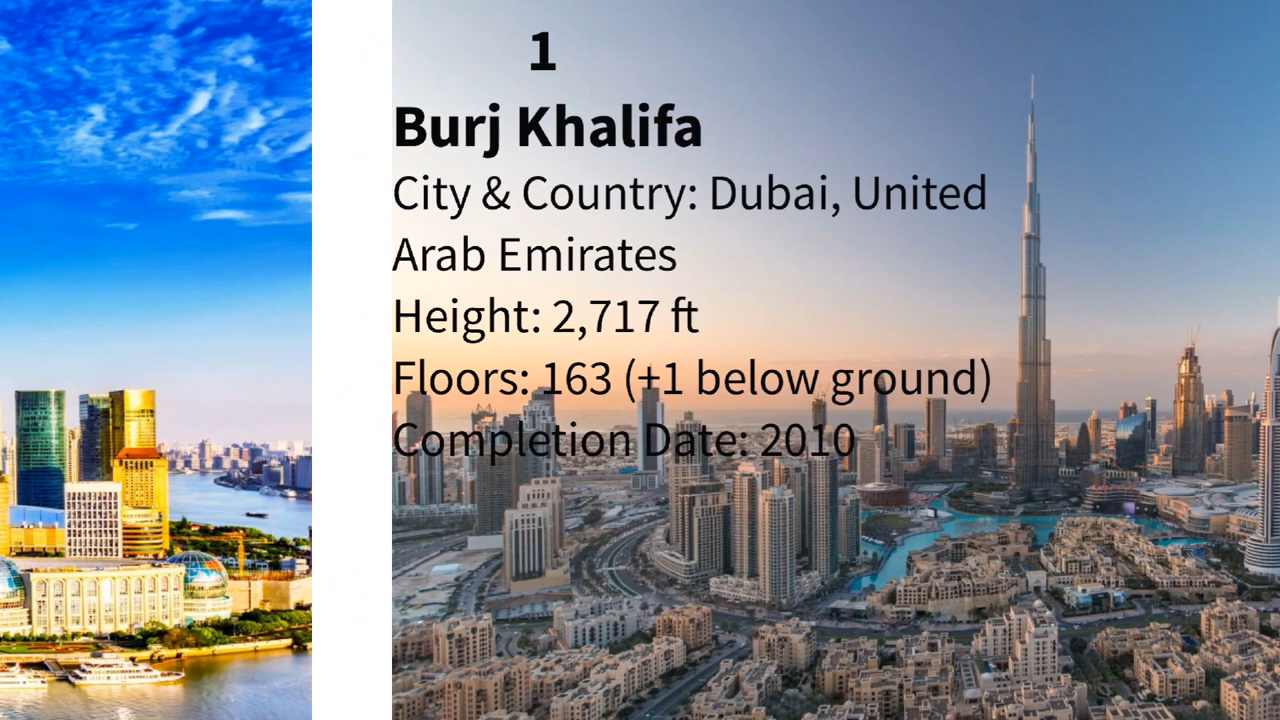 1
Burj Khalifa
City & Country: Dubai, United
Arab Emirates
Height: 2,717 ft
Floors: 163 (+1 below ground)
Completion Date: 2010